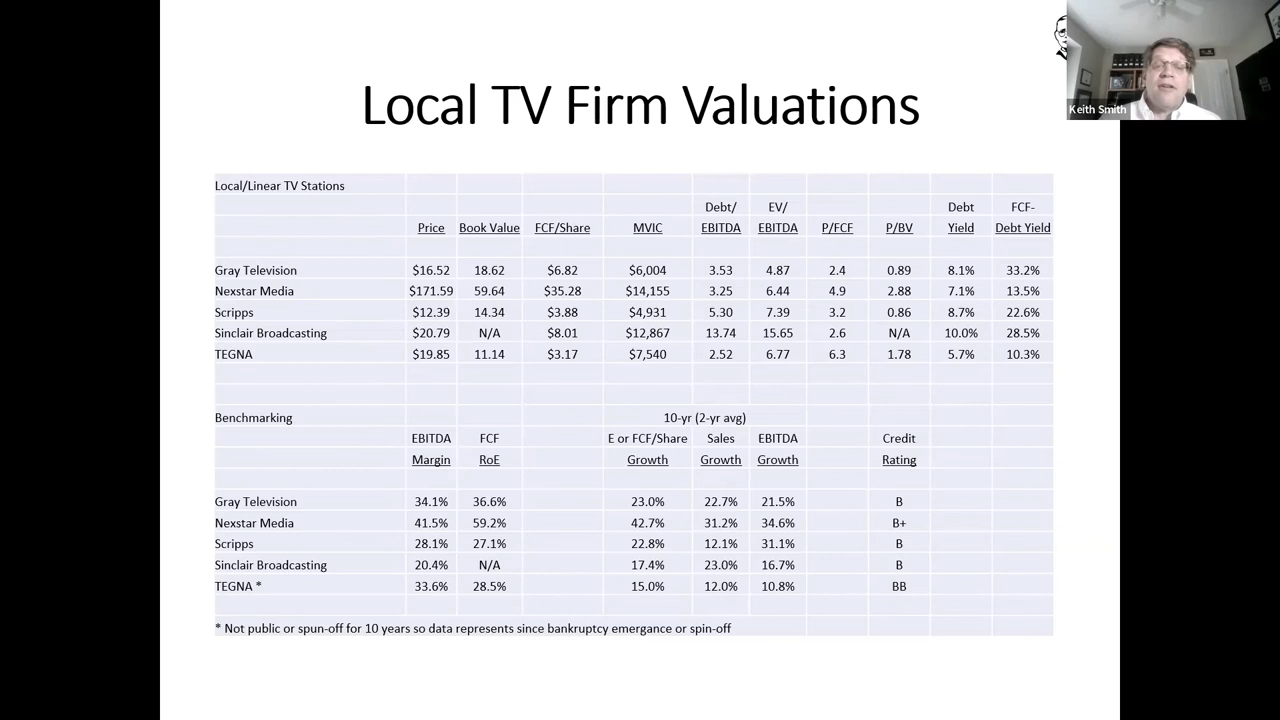 Keith Smith
Local TV Firm Valuations
Local/Linear TV Stations
Debt/ EV/ Debt FCF-
Price Book Value FCF/Share MVIC EBITDA EBITDA P/FCF P/BV Yield Debt Yield
Gray Television $16.52 18.62 $6.82 $6,004 3.53 4.87 2.4 0.89 8.1% 33.2%
Nexstar Media $171.59 59.64 $35.28 $14,155 3.25 6.44 4.9 2.88 7.1% 13.5%
Scripps $12.39 14.34 $3.88 $4,931 5.30 7.39 3.2 0.86 8.7% 22.6%
Sinclair Broadcasting $20.79 N/A $8.01 $12,867 13.74 15.65 2.6 N/A 10.0% 28.5%
TEGNA $19.85 11.14 $3.17 $7,540 2.52 6.77 6.3 1.78 5.7% 10.3%
Benchmarking 10-yr (2-yr avg)
EBITDA FCF E or FCF/Share Sales EBITDA Credit
Margin RoE Growth Growth Growth Rating
Gray Television 34.1% 36.6% 23.0% 22.7% 21.5% B
Nexstar Media 41.5% 59.2% 42.7% 31.2% 34.6% B+
Scripps 28.1% 27.1% 22.8% 12.1% 31.1% B
Sinclair Broadcasting 20.4% N/A 17.4% 23.0% 16.7% B
TEGNA * 33.6% 28.5% 15.0% 12.0% 10.8% BB
* Not public or spun-off for 10 years so data represents since bankruptcy emergance or spin-off